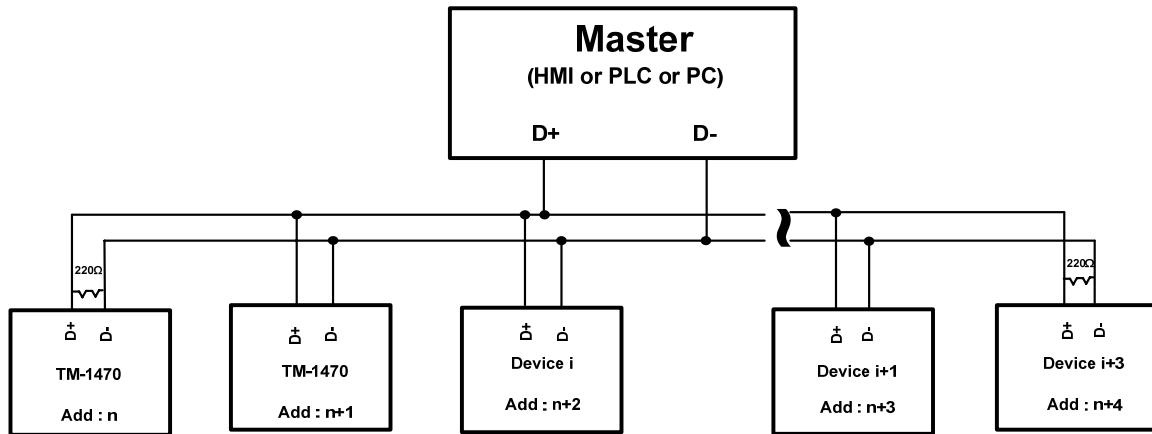 Master
(HMI or PLC or PC)
D+ D-
220Ω 220Ω
D+ D- D+ D- D+ D- D+ D- D+ D-
TM-1470 TM-1470 Device i Device i+1 Device i+3
Add : n Add : n+1 Add : n+2 Add : n+3 Add : n+4